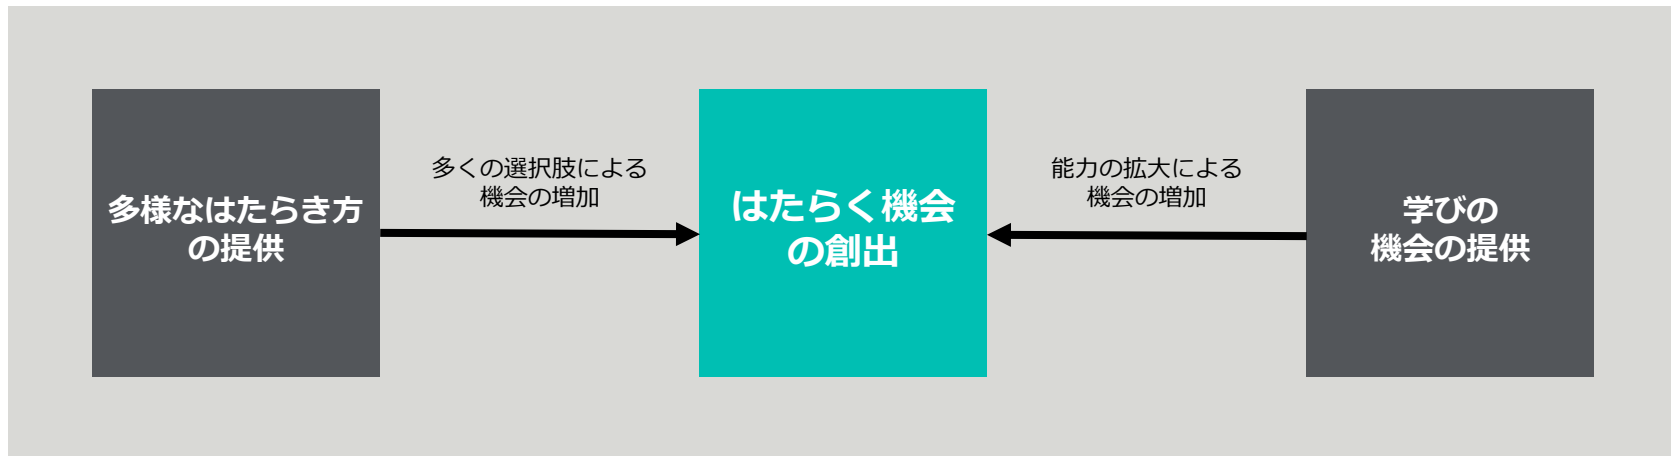 多様なはたらき方
の提供
多くの選択肢による
機会の増加
はたらく機会
の創出
能力の拡大による
機会の増加
学びの
機会の提供